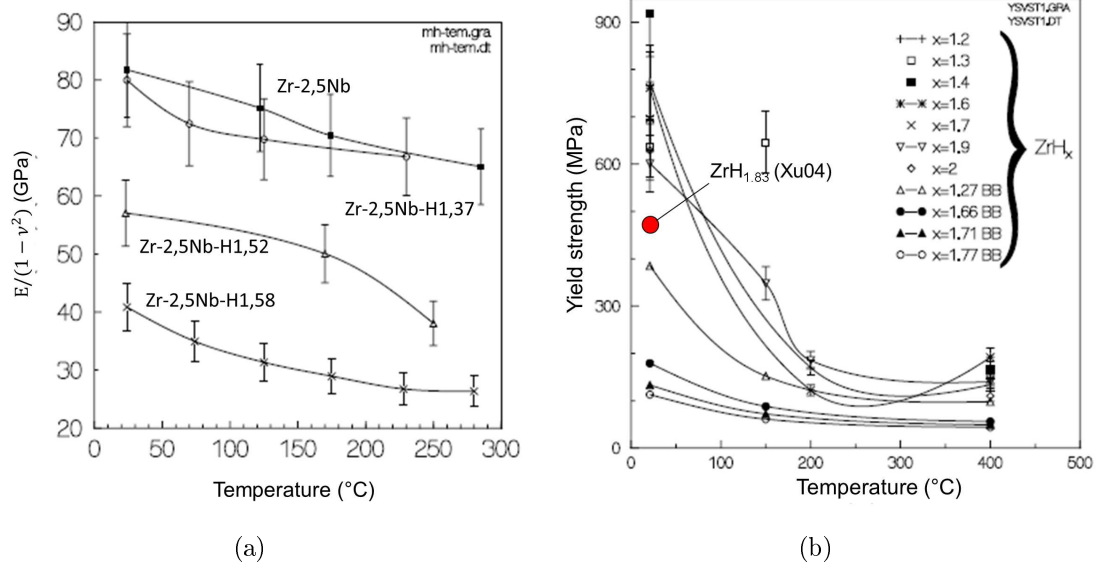 90
80
70
60
50
40
30
20
0
50
100
150
200
250
300
E/(1 − ν²) (GPa)
Temperature (°C)
mh-tem.gra
mh-tem.dt
Zr-2,5Nb
Zr-2,5Nb-H1,37
Zr-2,5Nb-H1,52
Zr-2,5Nb-H1,58
(a)
900
600
300
0
0
100
200
300
400
500
Yield strength (MPa)
Temperature (°C)
YSVST1.GRA
YSVST1.DT
x=1.2
x=1.3
x=1.4
x=1.6
x=1.7
x=1.9
x=2
x=1.27 BB
x=1.66 BB
x=1.71 BB
x=1.77 BB
ZrHₓ
ZrH₁.₈₃ (Xu04)
(b)